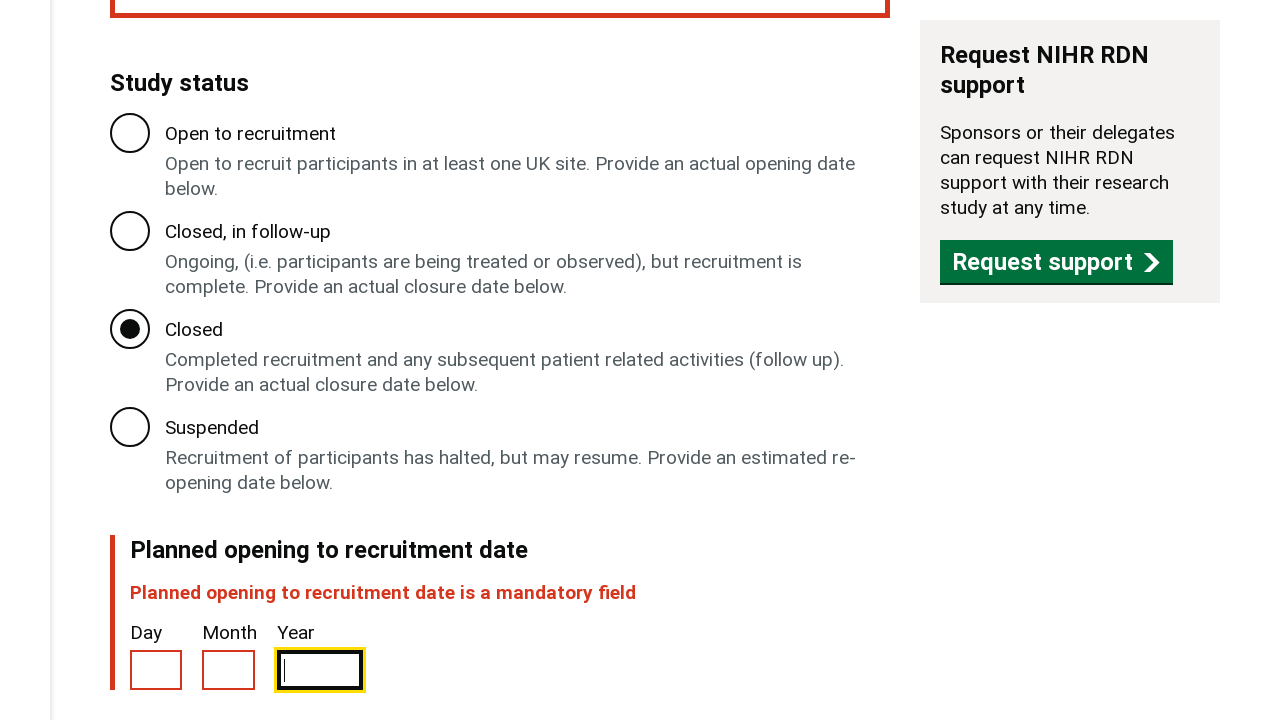 Study status
Open to recruitment
Open to recruit participants in at least one UK site. Provide an actual opening date
below.
Closed, in follow-up
Ongoing, (i.e. participants are being treated or observed), but recruitment is
complete. Provide an actual closure date below.
Closed
Completed recruitment and any subsequent patient related activities (follow up).
Provide an actual closure date below.
Suspended
Recruitment of participants has halted, but may resume. Provide an estimated re-
opening date below.
Planned opening to recruitment date
Planned opening to recruitment date is a mandatory field
Day Month Year
Request NIHR RDN
support
Sponsors or their delegates
can request NIHR RDN
support with their research
study at any time.
Request support